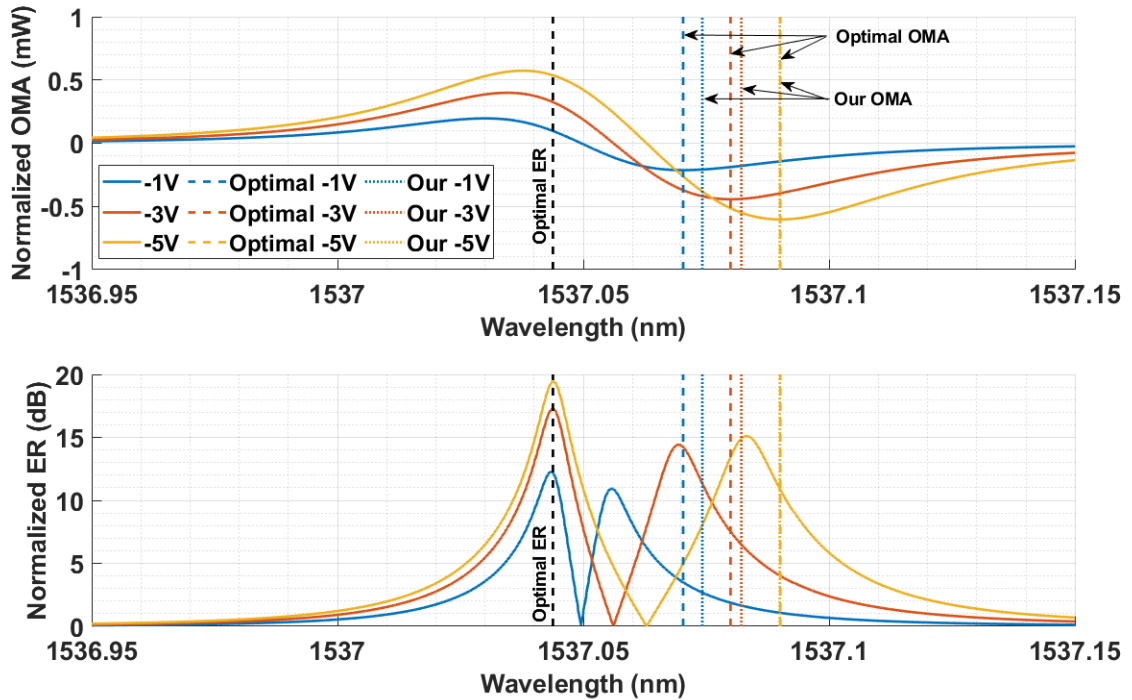 Normalized OMA (mW)
1
0.5
0
-0.5
-1
Optimal OMA
Our OMA
Optimal ER
-1V Optimal -1V Our -1V
-3V Optimal -3V Our -3V
-5V Optimal -5V Our -5V
1536.95 1537 1537.05 1537.1 1537.15
Wavelength (nm)
Normalized ER (dB)
20
15
10
5
0
Optimal ER
1536.95 1537 1537.05 1537.1 1537.15
Wavelength (nm)